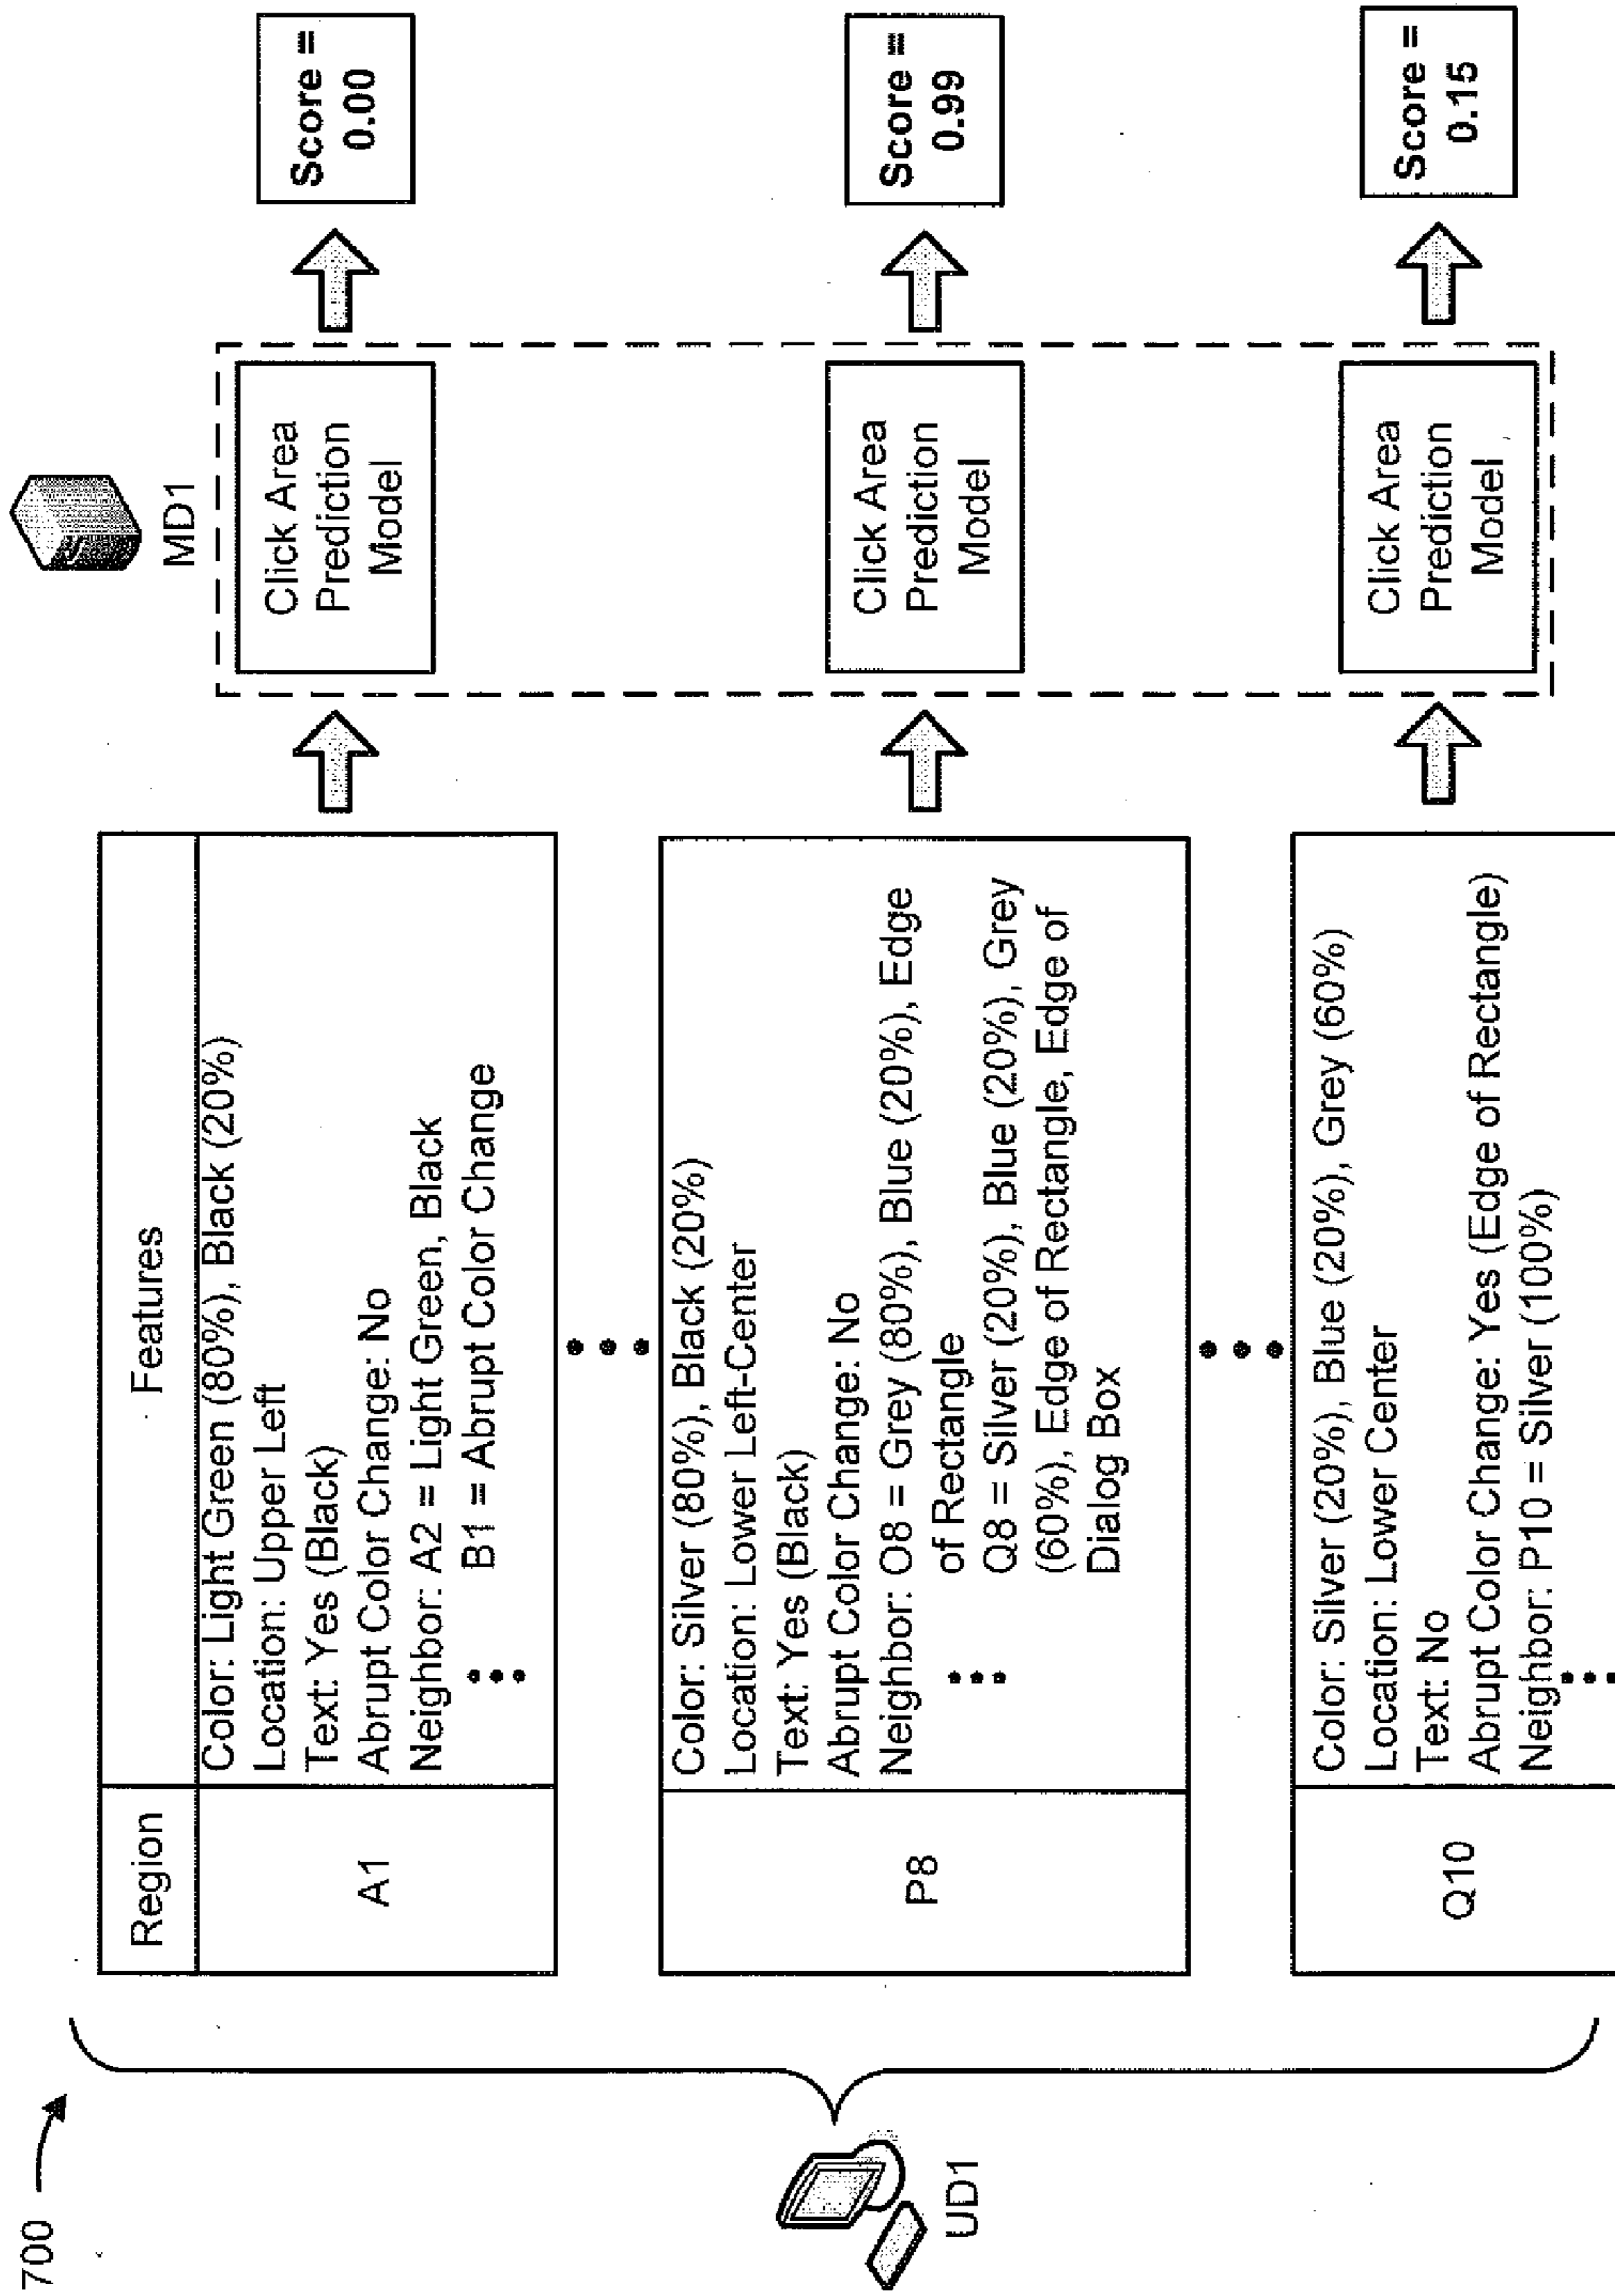 700
UD1
MD1
Region
Features
A1
Color: Light Green (80%), Black (20%)
Location: Upper Left
Text: Yes (Black)
Abrupt Color Change: No
Neighbor: A2 = Light Green, Black
B1 = Abrupt Color Change
Click Area
Prediction
Model
Score =
0.00
P8
Color: Silver (80%), Black (20%)
Location: Lower Left-Center
Text: Yes (Black)
Abrupt Color Change: No
Neighbor: O8 = Grey (80%), Blue (20%), Edge
of Rectangle
Q8 = Silver (20%), Blue (20%), Grey
(60%), Edge of Rectangle, Edge of
Dialog Box
Click Area
Prediction
Model
Score =
0.99
Q10
Color: Silver (20%), Blue (20%), Grey (60%)
Location: Lower Center
Text: No
Abrupt Color Change: Yes (Edge of Rectangle)
Neighbor: P10 = Silver (100%)
Click Area
Prediction
Model
Score =
0.15